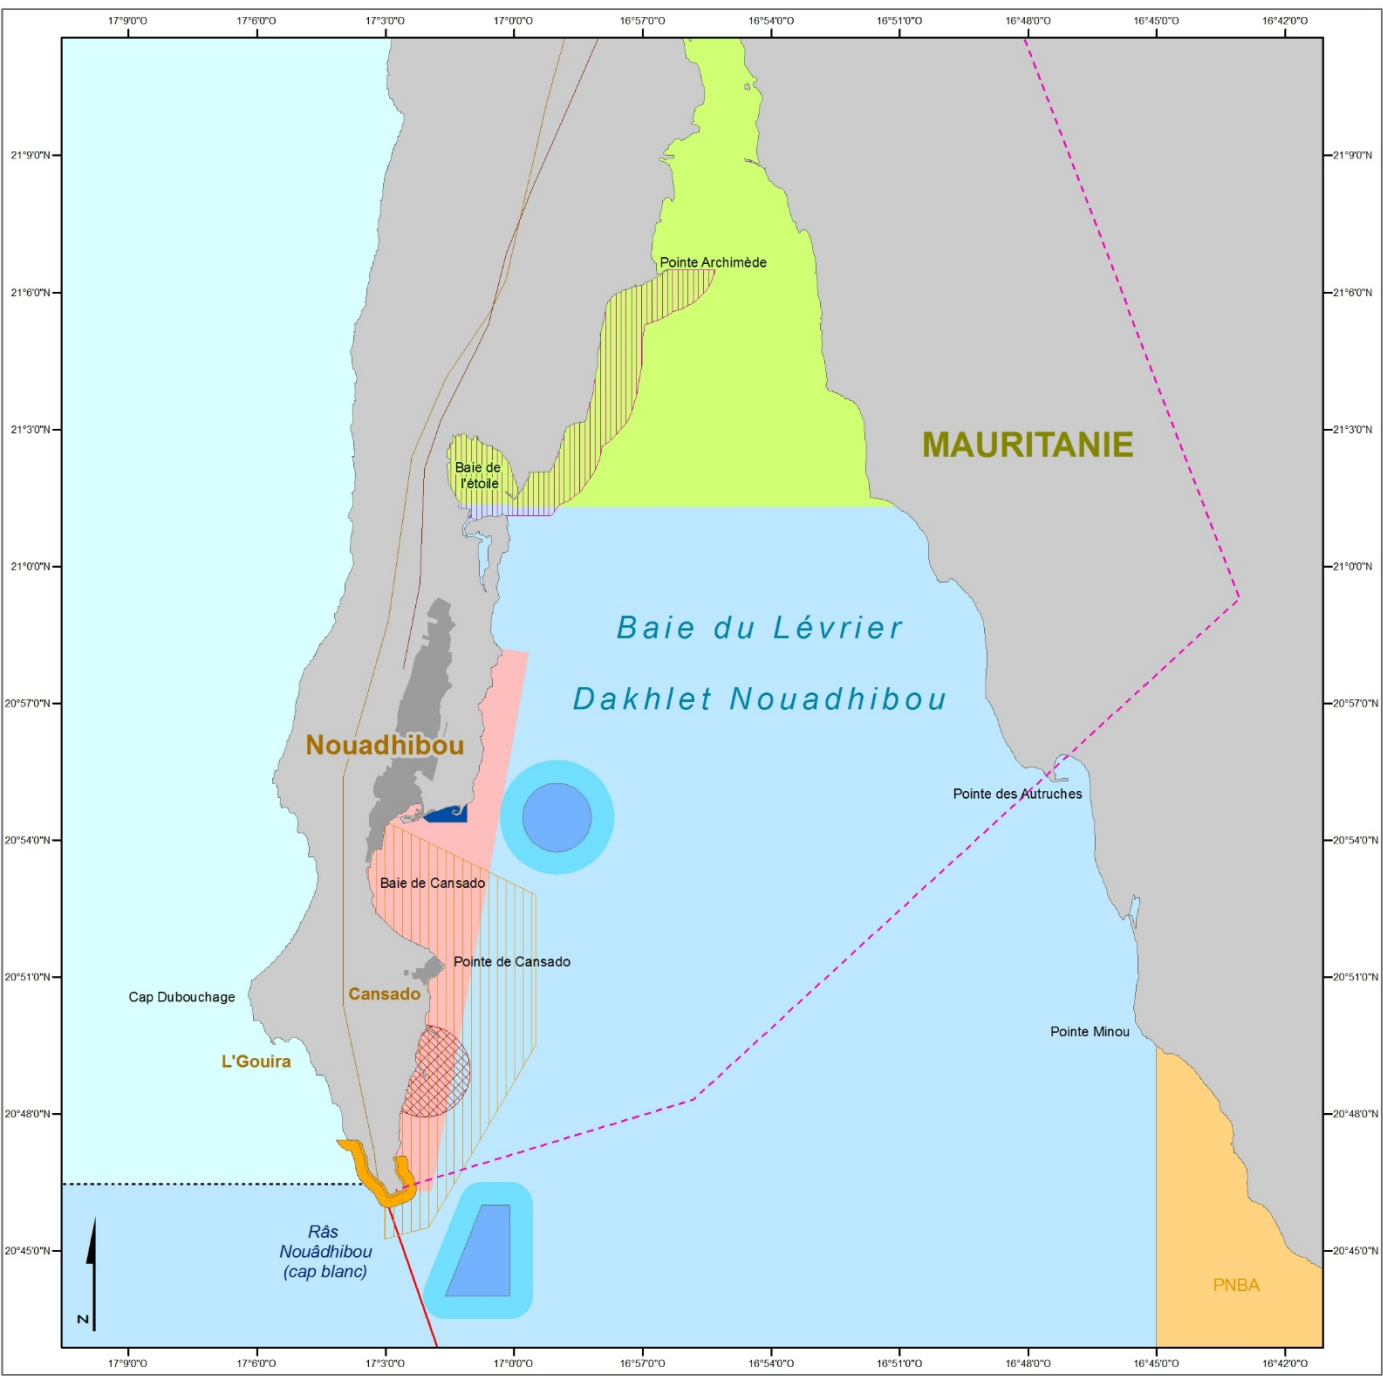 17°9'0"O 17°6'0"O 17°3'0"O 17°0'0"O 16°57'0"O 16°54'0"O 16°51'0"O 16°48'0"O 16°45'0"O 16°42'0"O
21°9'0"N 21°9'0"N
Pointe Archimède
21°6'0"N 21°6'0"N
21°3'0"N 21°3'0"N
MAURITANIE
Baie de
l'étoile
21°0'0"N 21°0'0"N
Baie du Lévrier
Dakhlet Nouadhibou
20°57'0"N 20°57'0"N
Nouadhibou
Pointe des Autruches
20°54'0"N 20°54'0"N
Baie de Cansado
Pointe de Cansado
20°51'0"N 20°51'0"N
Cansado
Cap Dubouchage
Pointe Minou
L'Gouira
20°48'0"N 20°48'0"N
Râs
Nouâdhibou
(cap blanc)
20°45'0"N 20°45'0"N
PNBA
N
17°9'0"O 17°6'0"O 17°3'0"O 17°0'0"O 16°57'0"O 16°54'0"O 16°51'0"O 16°48'0"O 16°45'0"O 16°42'0"O